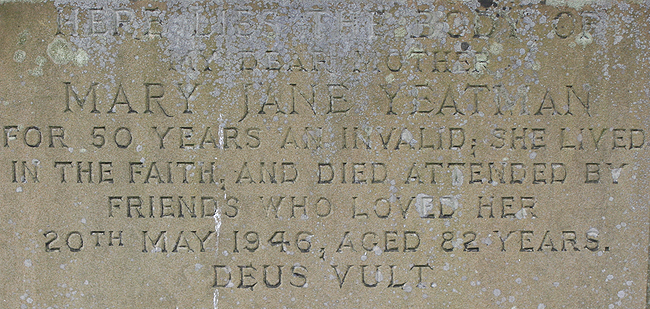 HERE LIES THE BODY OF
MY DEAR MOTHER
MARY JANE YEATMAN
FOR 50 YEARS AN INVALID; SHE LIVED
IN THE FAITH, AND DIED, ATTENDED BY
FRIENDS WHO LOVED HER
20TH MAY 1946, AGED 82 YEARS.
DEUS VULT.